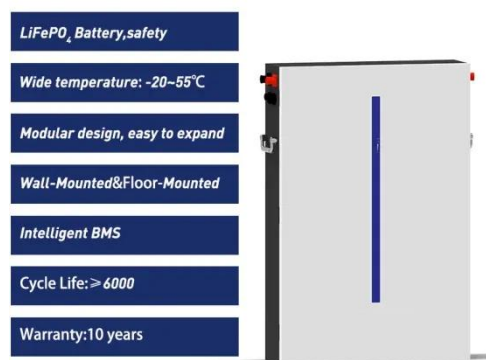 LiFePO₄ Battery,safety
Wide temperature: -20~55℃
Modular design, easy to expand
Wall-Mounted&Floor-Mounted
Intelligent BMS
Cycle Life:≥6000
Warranty:10 years